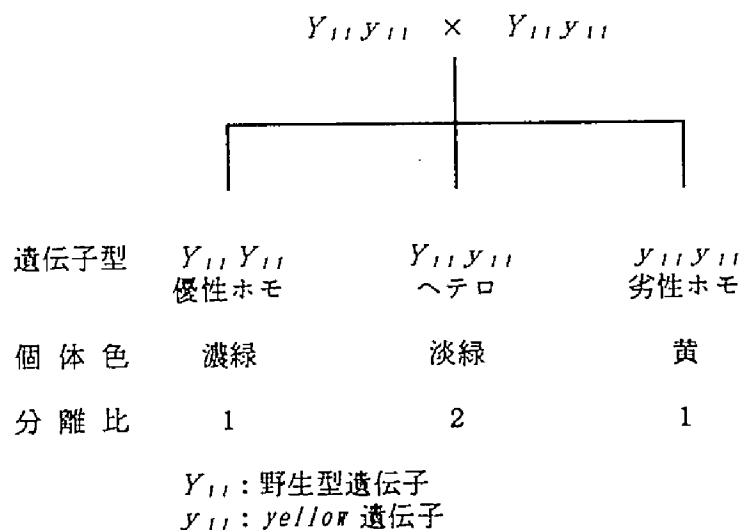 Y₁₁y₁₁ × Y₁₁y₁₁
遺伝子型 Y₁₁Y₁₁ Y₁₁y₁₁ y₁₁y₁₁
優性ホモ ヘテロ 劣性ホモ
個体色 濃緑 淡緑 黄
分離比 1 2 1
Y₁₁:野生型遺伝子
y₁₁:yellow 遺伝子